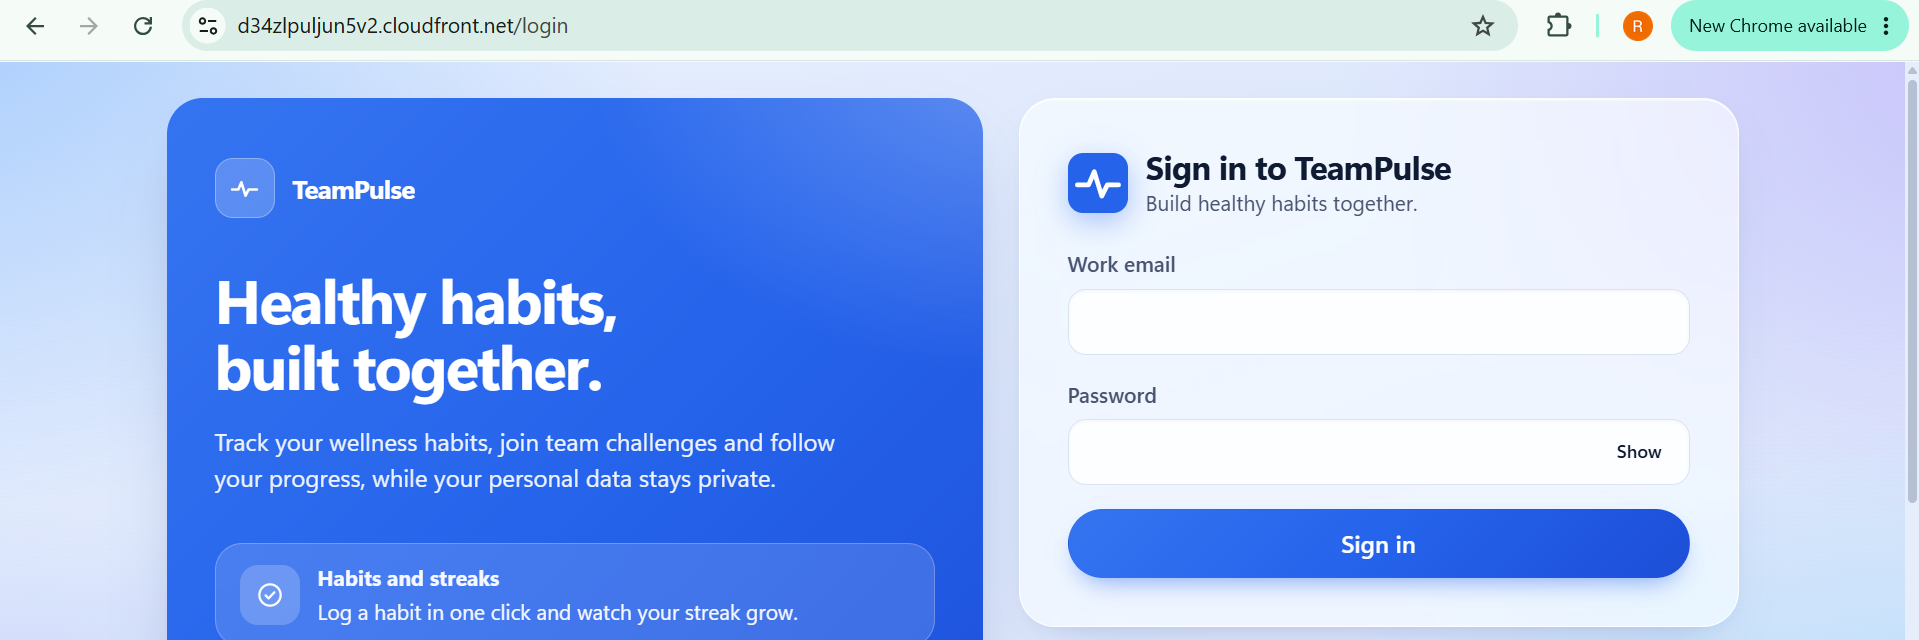 d34zlpuljun5v2.cloudfront.net/login
R
New Chrome available
TeamPulse
Healthy habits,
built together.
Track your wellness habits, join team challenges and follow
your progress, while your personal data stays private.
Habits and streaks
Log a habit in one click and watch your streak grow.
Sign in to TeamPulse
Build healthy habits together.
Work email
Password
Show
Sign in